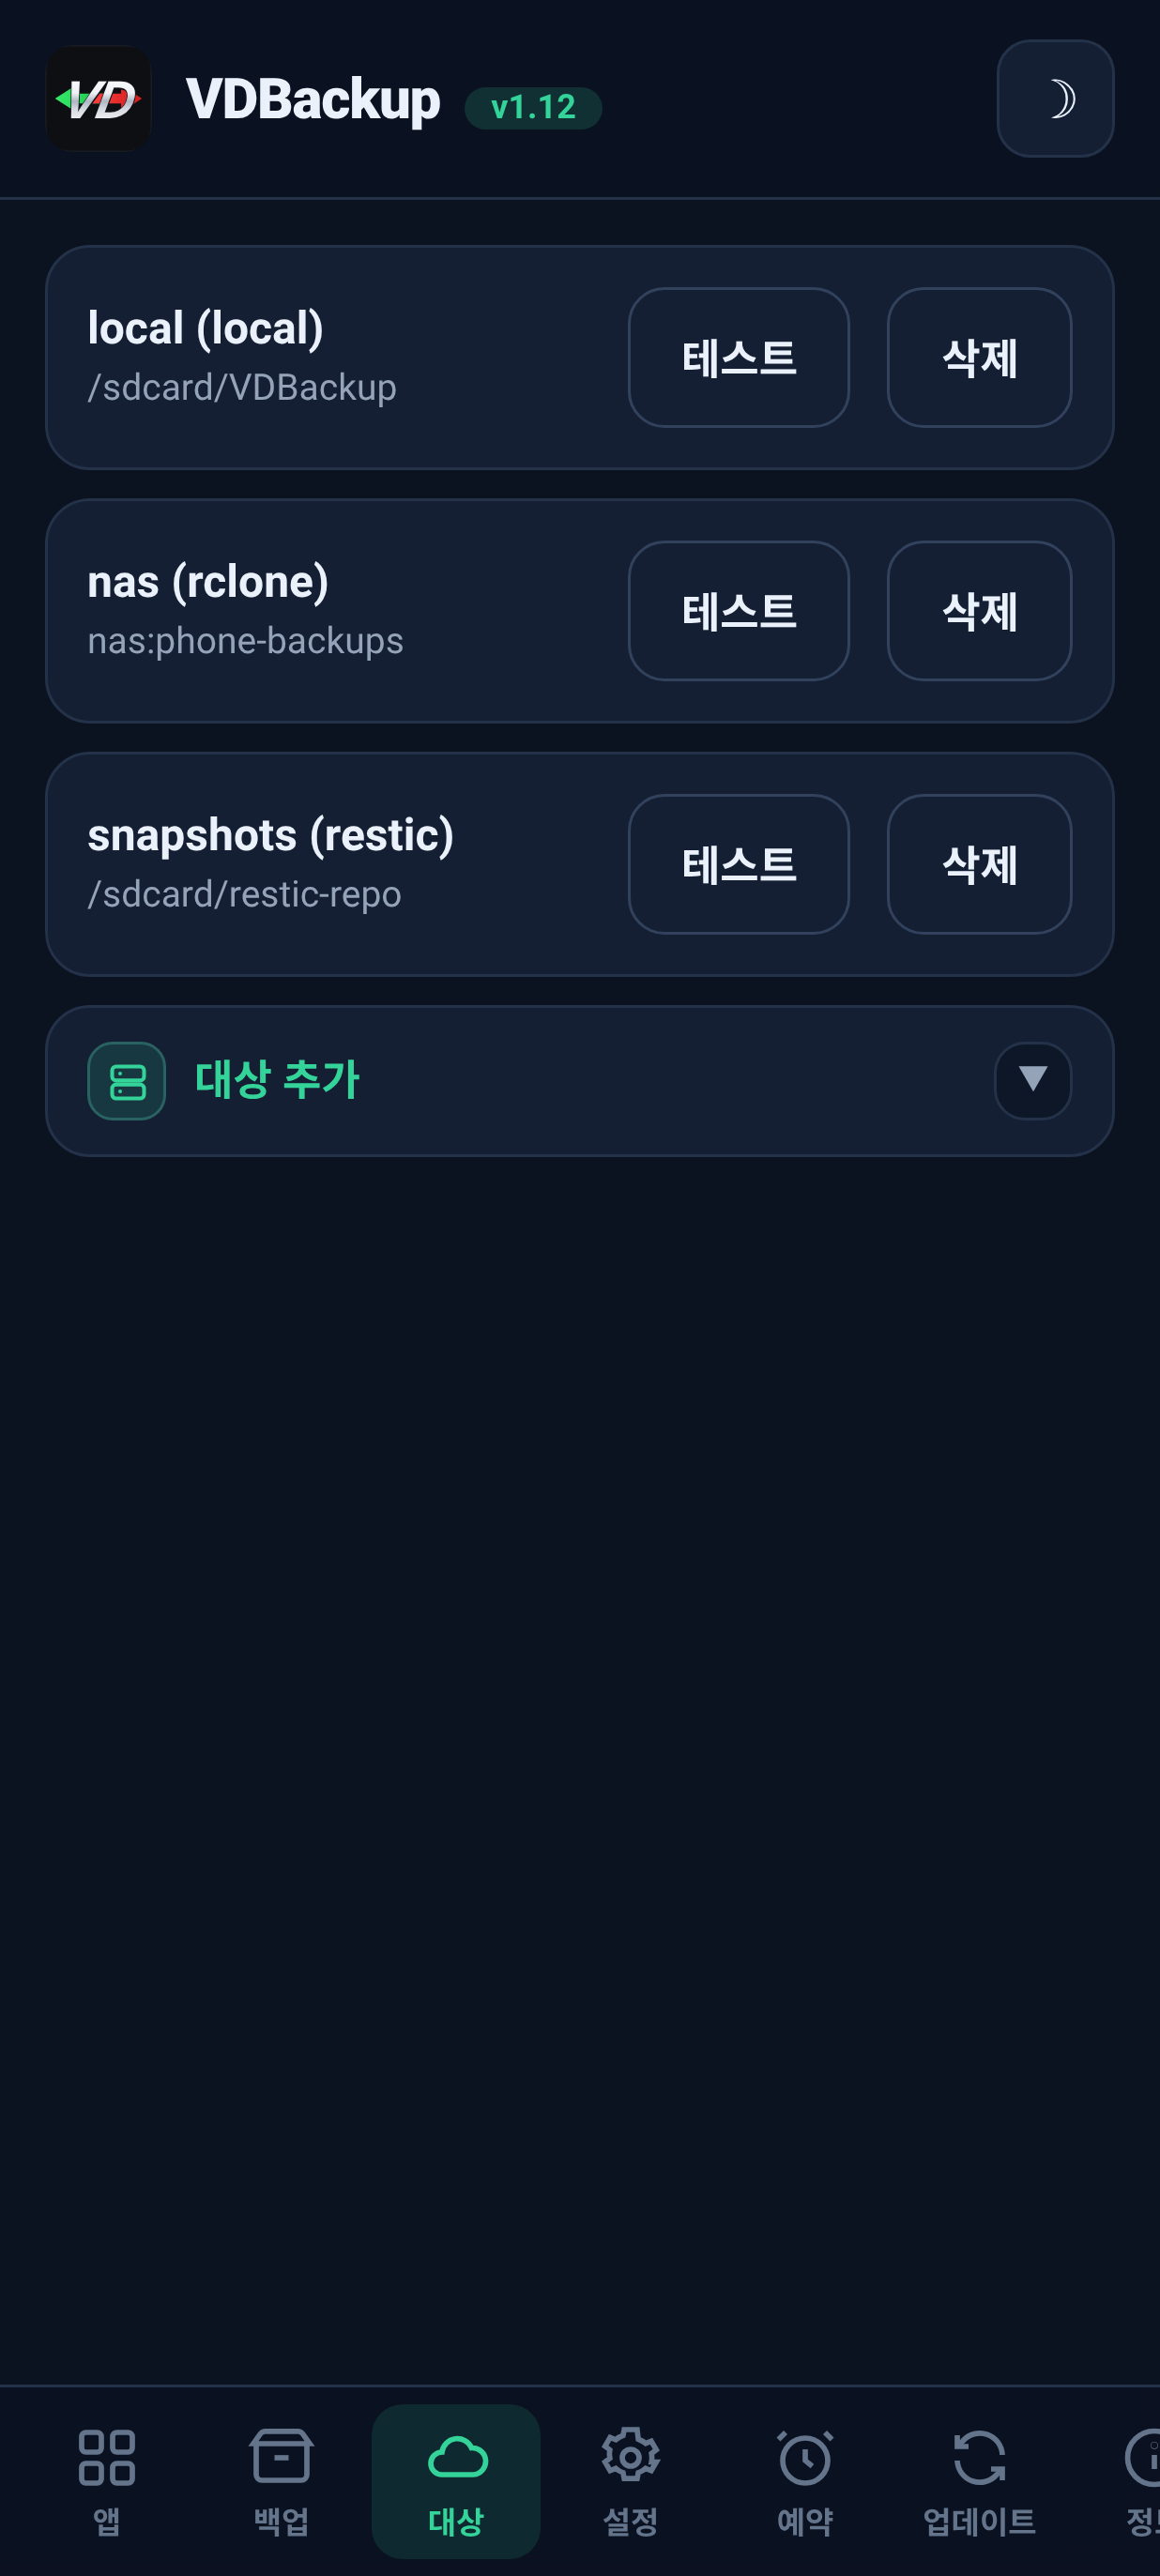 VD
VDBackup v1.12
local (local)
/sdcard/VDBackup
테스트
삭제
nas (rclone)
nas:phone-backups
테스트
삭제
snapshots (restic)
/sdcard/restic-repo
테스트
삭제
대상 추가
앱
백업
대상
설정
예약
업데이트